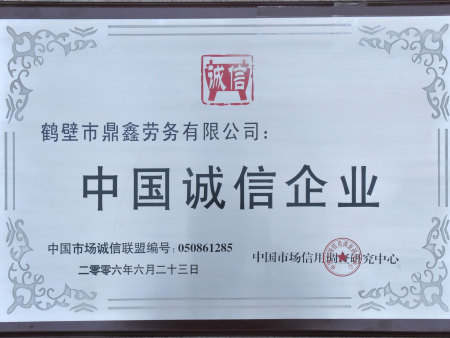 诚信
鹤壁市鼎鑫劳务有限公司：
中国诚信企业
中国市场诚信联盟编号：050861285
二零零六年六月二十三日
中国市场信用调查研究中心